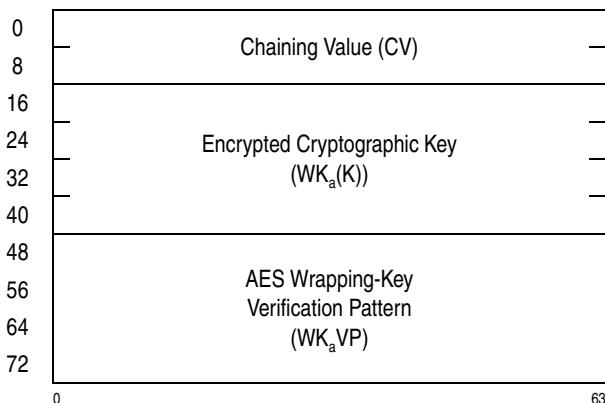 0
Chaining Value (CV)
8
16
24
Encrypted Cryptographic Key
32
(WKₐ(K))
40
48
AES Wrapping-Key
56
Verification Pattern
64
(WKₐVP)
72
0 63